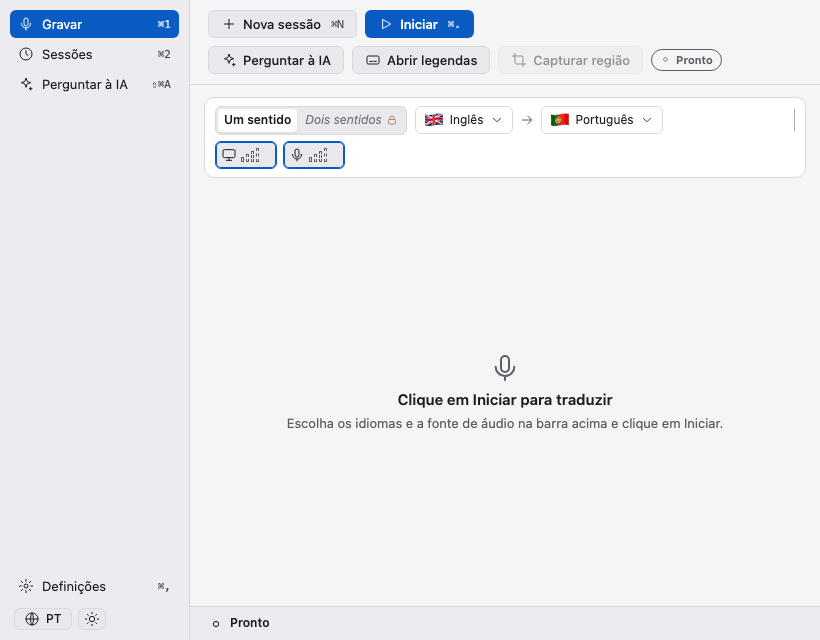 Gravar ⌘1
Sessões ⌘2
Perguntar à IA ⇧⌘A
Nova sessão ⌘N
Iniciar ⌘.
Perguntar à IA
Abrir legendas
Capturar região
Pronto
Um sentido
Dois sentidos
Inglês
Português
Clique em Iniciar para traduzir
Escolha os idiomas e a fonte de áudio na barra acima e clique em Iniciar.
Definições ⌘,
PT
Pronto